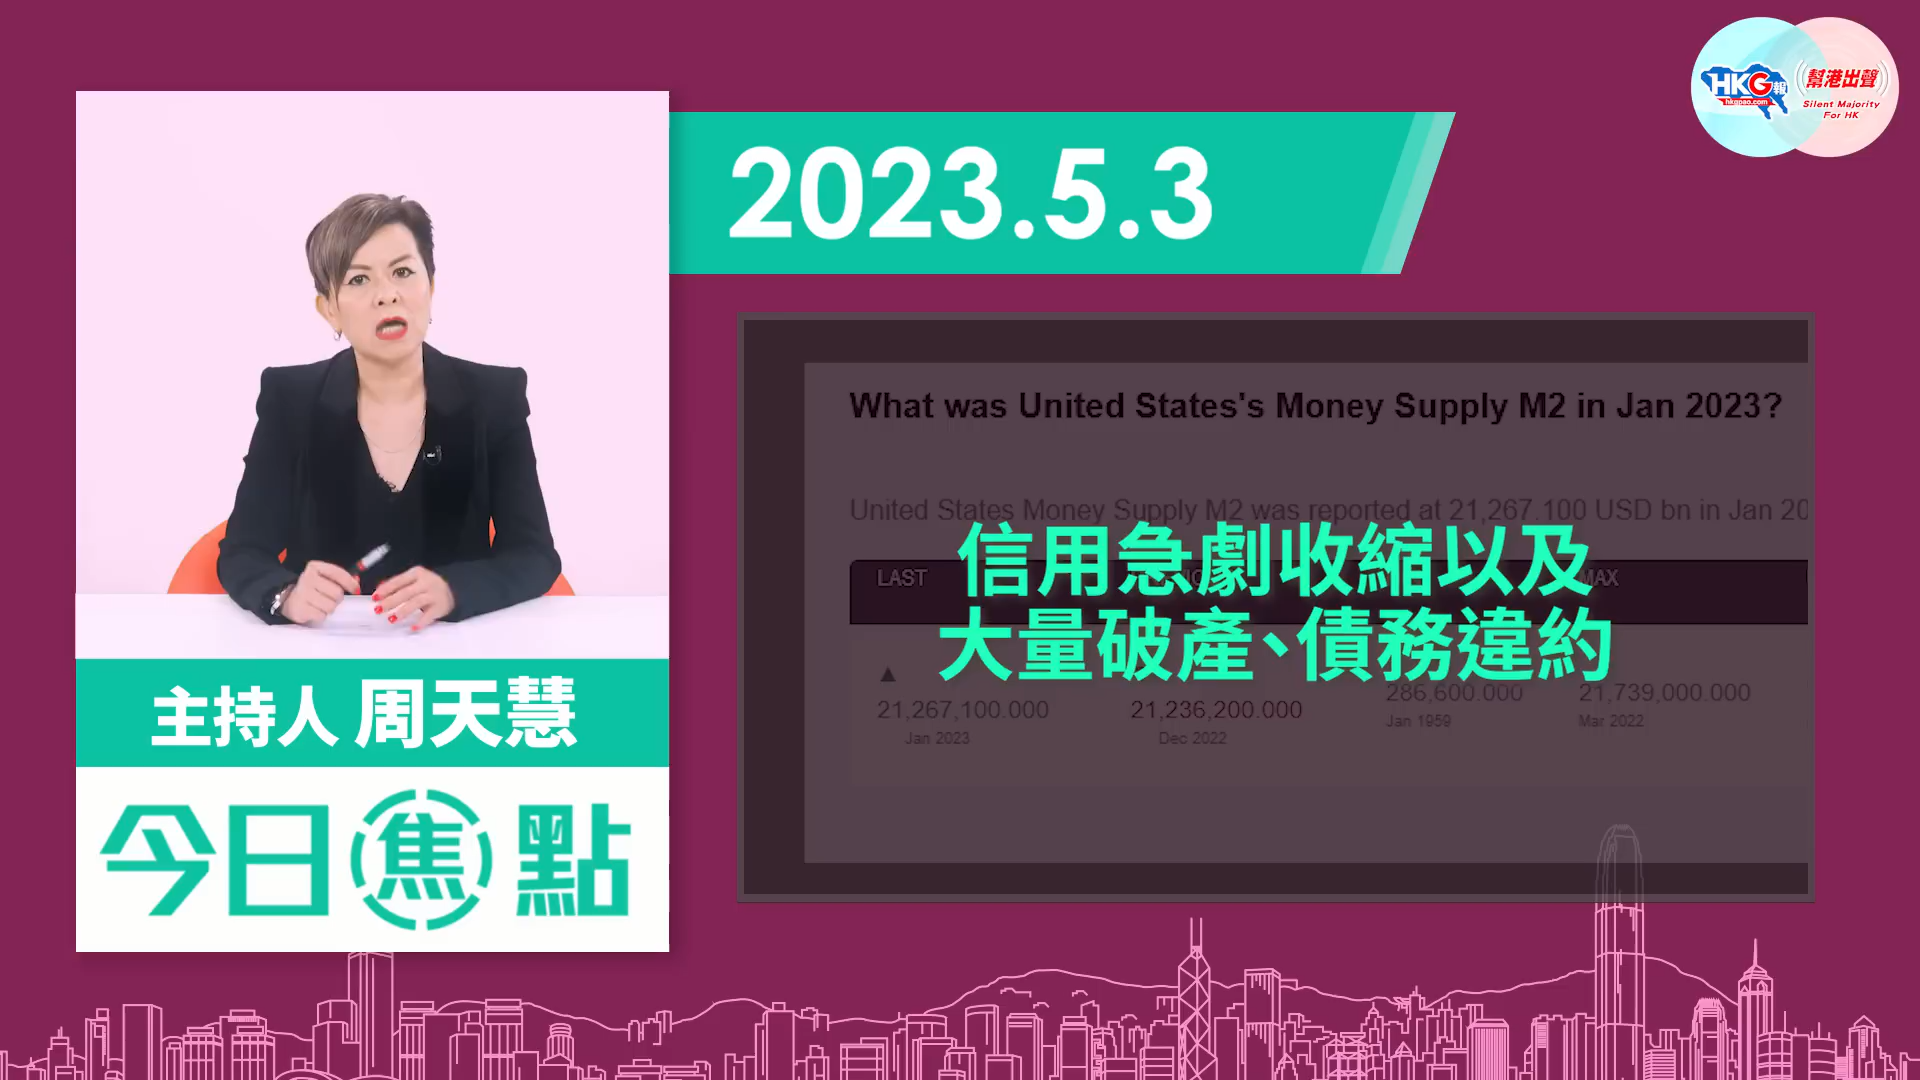 HKG報
hkgpao.com
幫港出聲
Silent Majority
For HK
2023.5.3
What was United States's Money Supply M2 in Jan 2023?
United States Money Supply M2 was reported at 21,267.100 USD bn in Jan 20
信用急劇收縮以及
大量破產、債務違約
LAST
MAX
21,267,100.000
Jan 2023
21,236,200.000
Dec 2022
286,600.000
Jan 1959
21,739,000.000
Mar 2022
主持人 周天慧
今日焦點